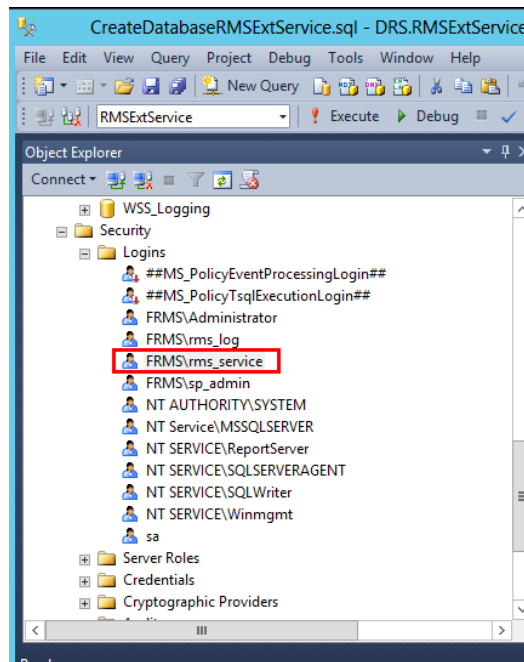 CreateDatabaseRMSExtService.sql - DRS.RMSExtService
File Edit View Query Project Debug Tools Window Help
New Query
RMSExtService Execute Debug
Object Explorer
Connect
WSS_Logging
Security
Logins
##MS_PolicyEventProcessingLogin##
##MS_PolicyTsqlExecutionLogin##
FRMS\Administrator
FRMS\rms_log
FRMS\rms_service
FRMS\sp_admin
NT AUTHORITY\SYSTEM
NT Service\MSSQLSERVER
NT SERVICE\ReportServer
NT SERVICE\SQLSERVERAGENT
NT SERVICE\SQLWriter
NT SERVICE\Winmgmt
sa
Server Roles
Credentials
Cryptographic Providers